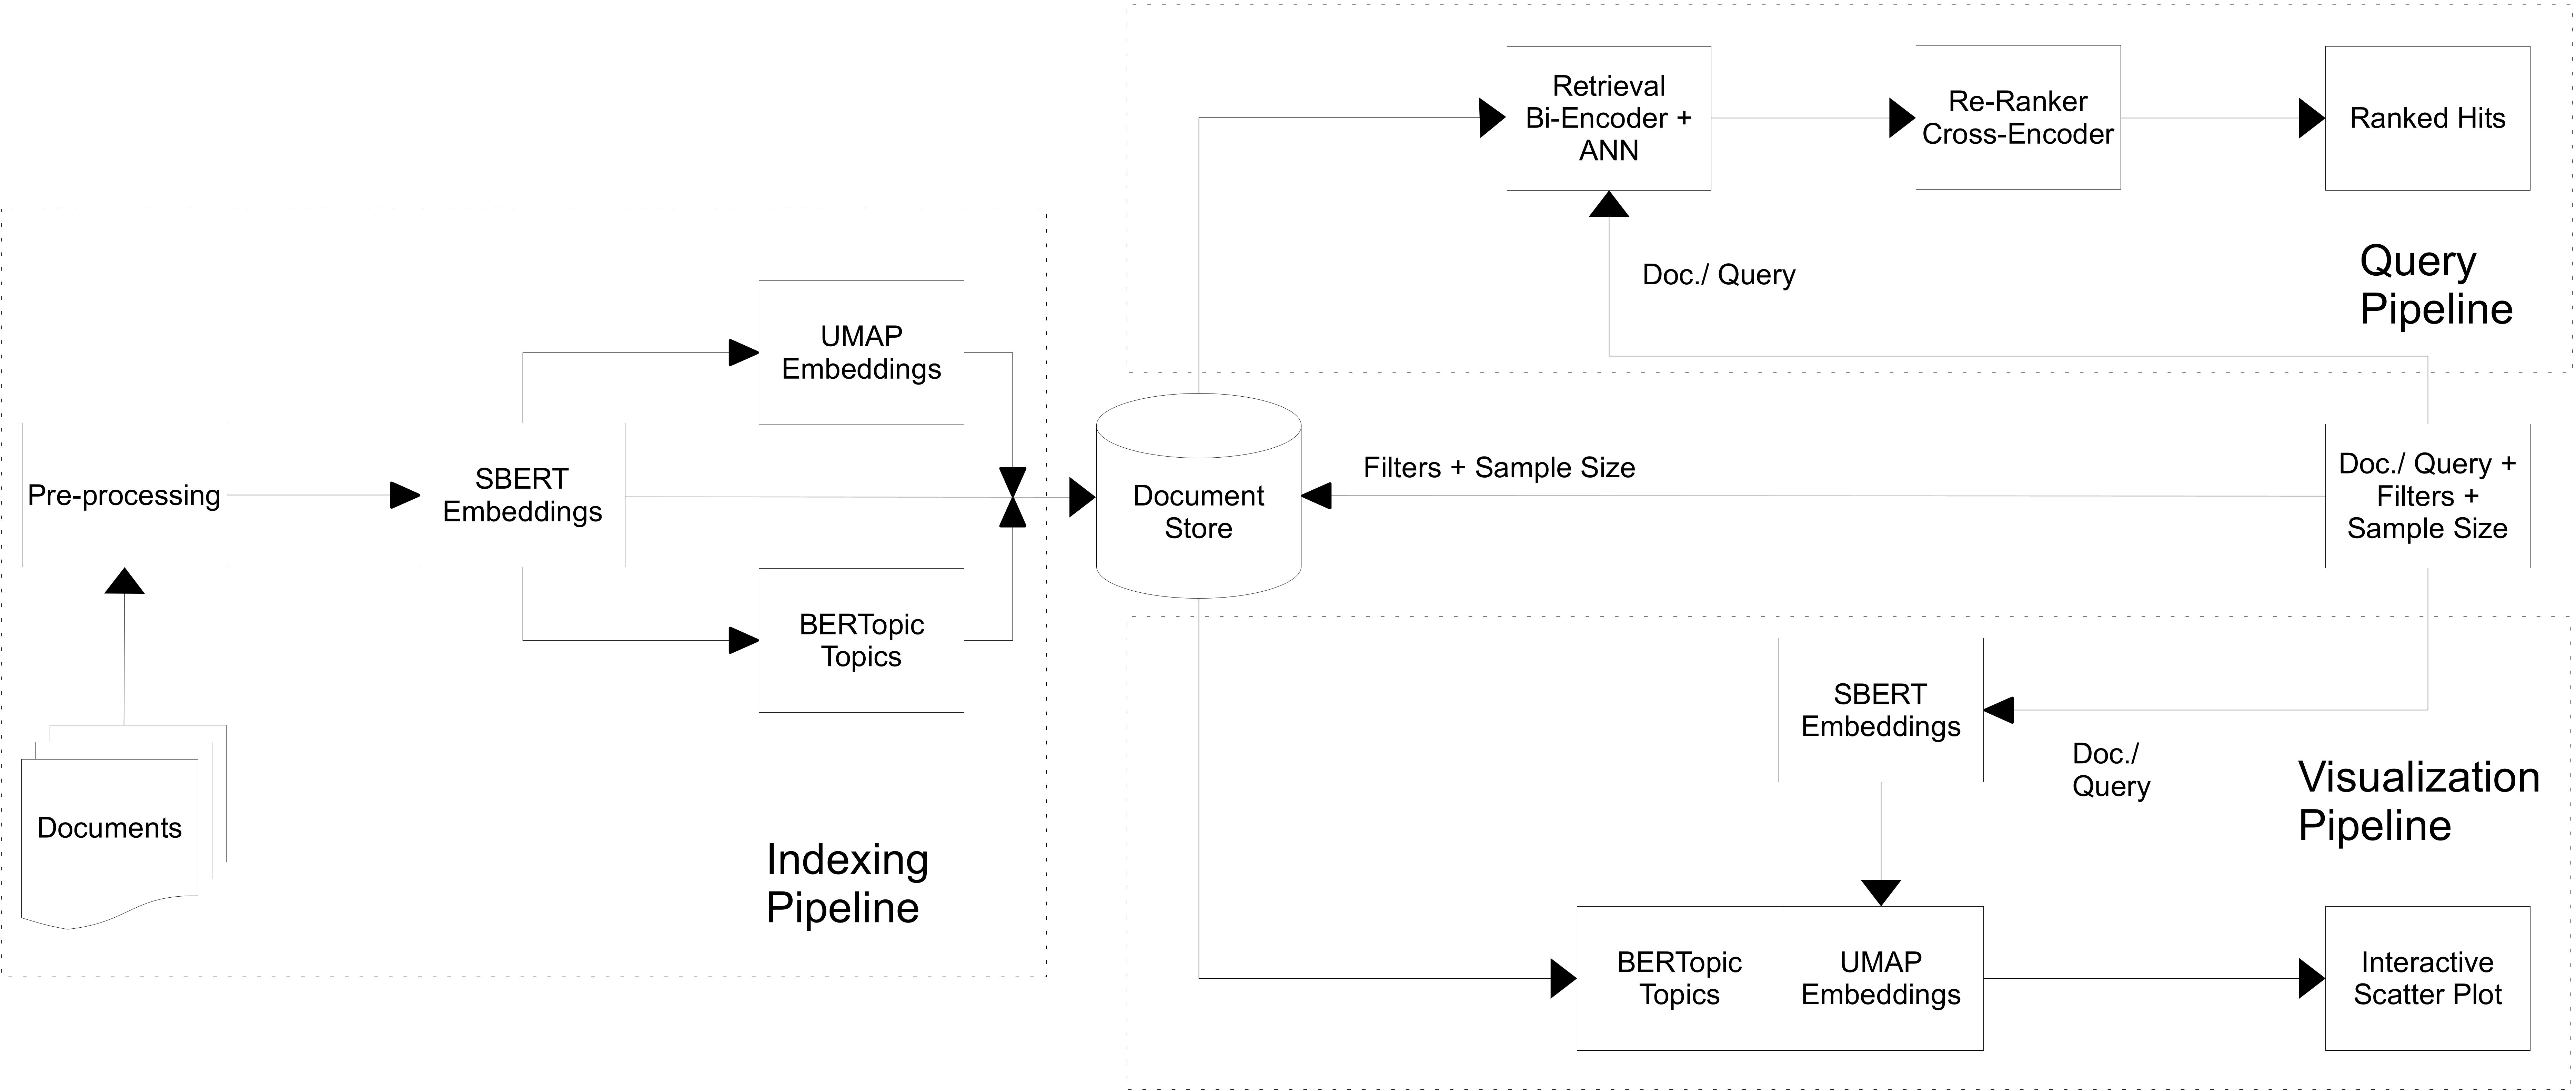 Retrieval
Bi-Encoder +
ANN
Re-Ranker
Cross-Encoder
Ranked Hits
Doc./ Query
Query
Pipeline
UMAP
Embeddings
Pre-processing
SBERT
Embeddings
Document
Store
Filters + Sample Size
Doc./ Query +
Filters +
Sample Size
BERTopic
Topics
Documents
Indexing
Pipeline
SBERT
Embeddings
Doc./
Query
Visualization
Pipeline
BERTopic
Topics
UMAP
Embeddings
Interactive
Scatter Plot